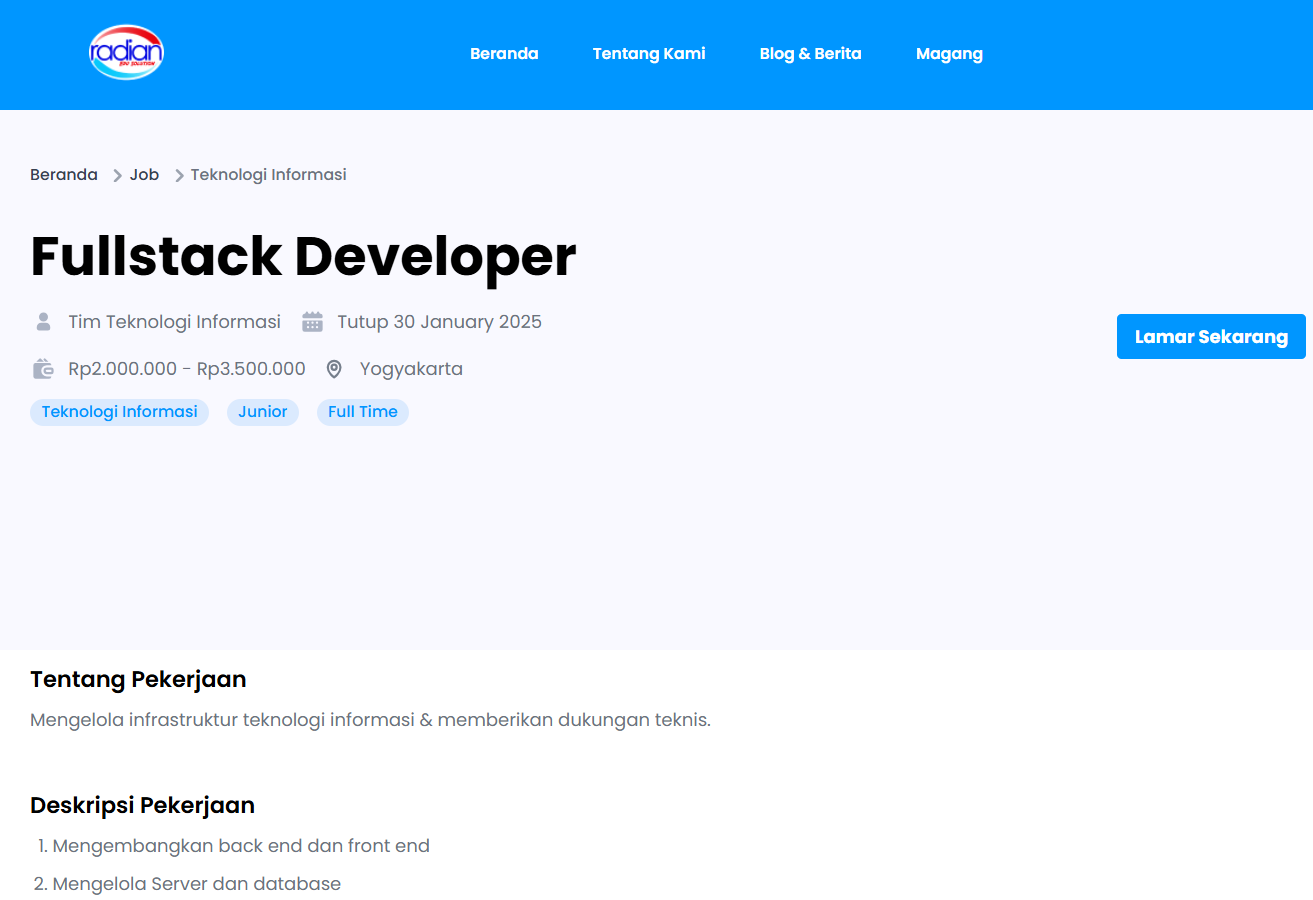 radian
EDU SOLUTION
Beranda Tentang Kami Blog & Berita Magang
Beranda Job Teknologi Informasi
Fullstack Developer
Tim Teknologi Informasi Tutup 30 January 2025
Lamar Sekarang
Rp2.000.000 - Rp3.500.000 Yogyakarta
Teknologi Informasi Junior Full Time
Tentang Pekerjaan
Mengelola infrastruktur teknologi informasi & memberikan dukungan teknis.
Deskripsi Pekerjaan
1. Mengembangkan back end dan front end
2. Mengelola Server dan database